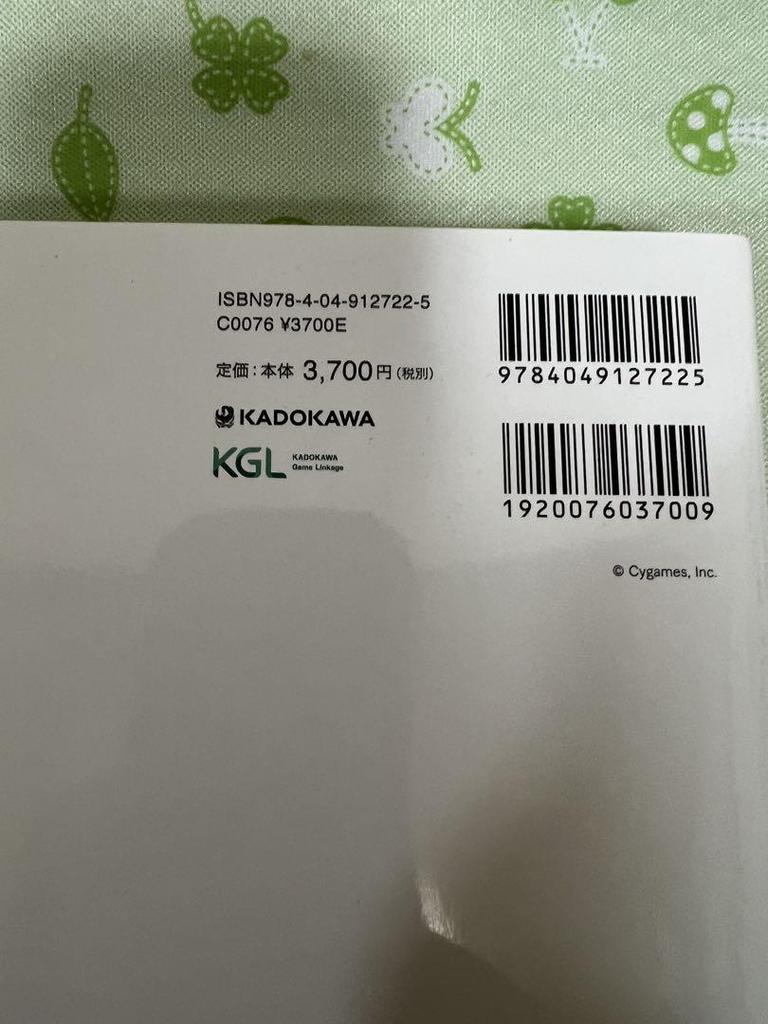 ISBN978-4-04-912722-5
C0076 ¥3700E
定価：本体 3,700円（税別）
KADOKAWA
KGL KADOKAWA
Game Linkage
9784049127225
1920076037009
© Cygames, Inc.